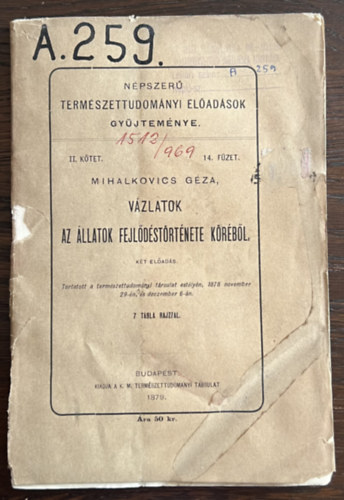 A.259.
A 259
NÉPSZERŰ
TERMÉSZETTUDOMÁNYI ELŐADÁSOK
GYŰJTEMÉNYE.
1512/969
II. KÖTET. 14. FÜZET.
MIHALKOVICS GÉZA,
VÁZLATOK
AZ ÁLLATOK FEJLŐDÉSTÖRTÉNETE KÖRÉBŐL,
KÉT ELŐADÁS.
Tartatott a természettudományi társulat estélyén, 1878 november
29-én, és deczember 6-án.
7 TÁBLA RAJZZAL.
BUDAPEST:
KIADJA A K. M. TERMÉSZETTUDOMÁNYI TÁRSULAT
1879.
Ára 50 kr.